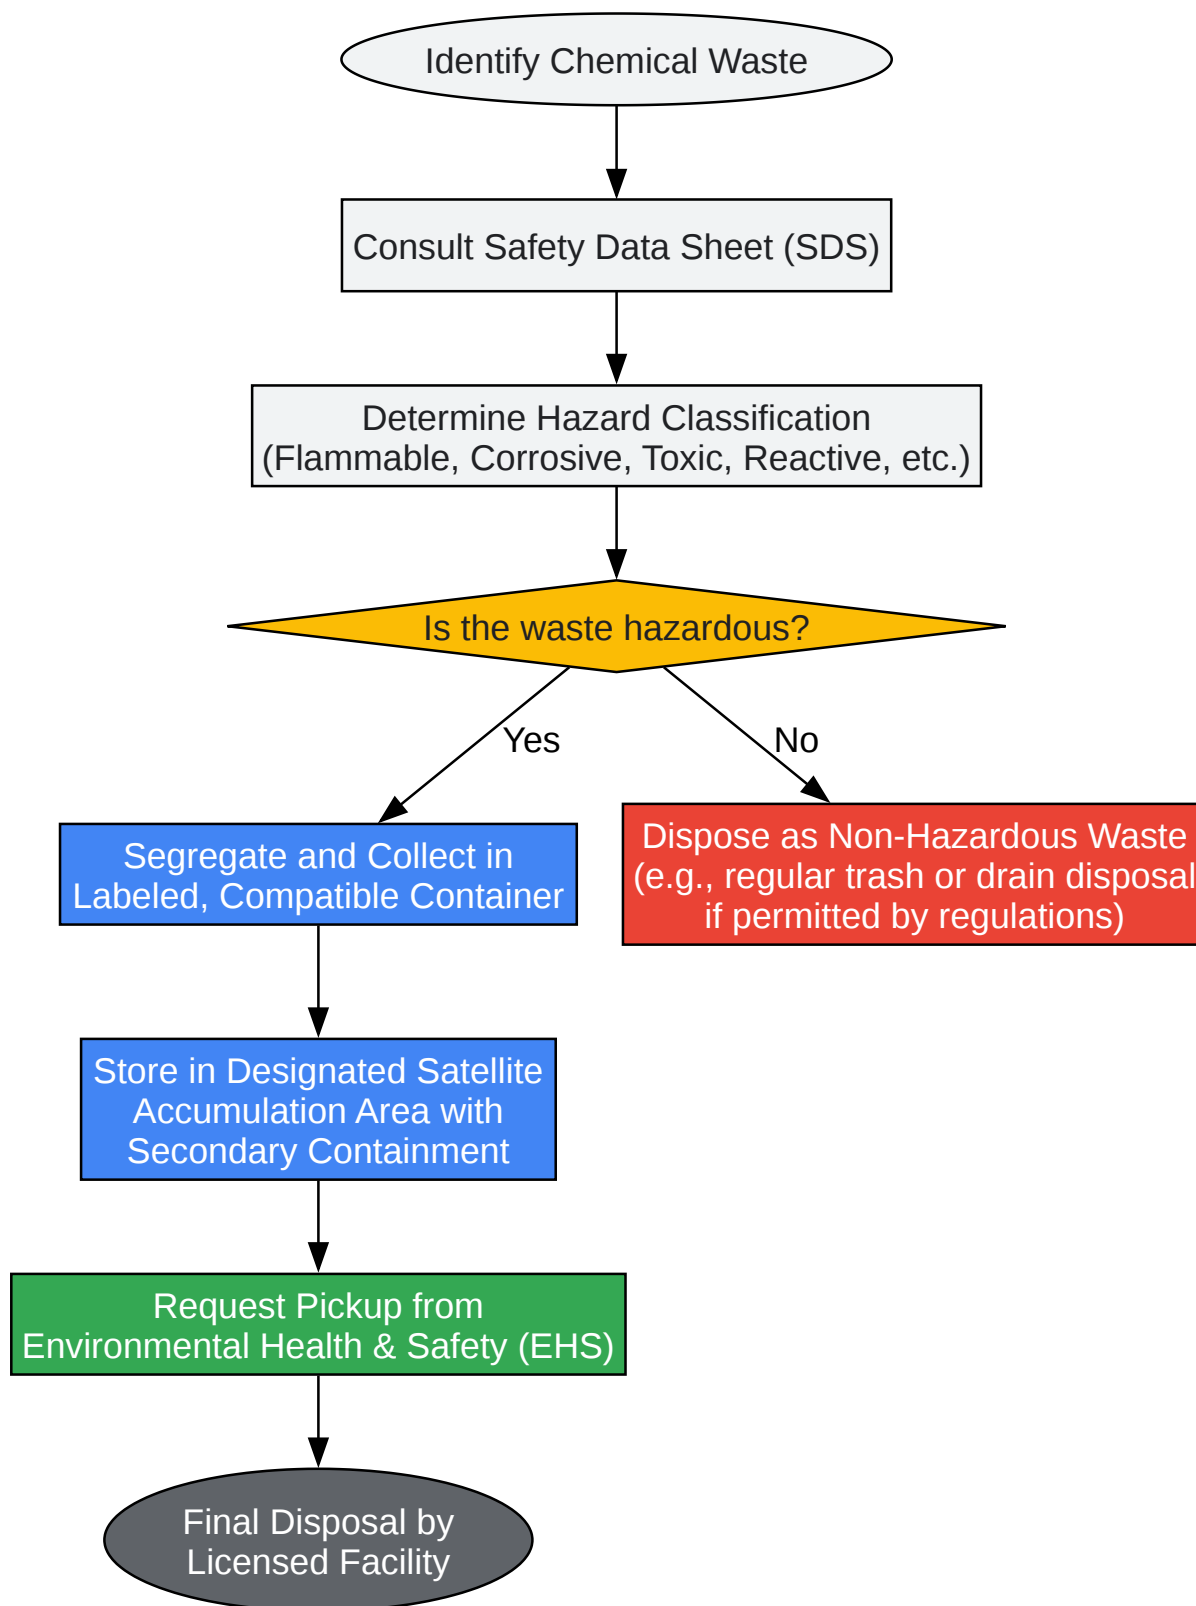 Identify Chemical Waste
Consult Safety Data Sheet (SDS)
Determine Hazard Classification
(Flammable, Corrosive, Toxic, Reactive, etc.)
Is the waste hazardous?
Yes
No
Segregate and Collect in
Labeled, Compatible Container
Dispose as Non-Hazardous Waste
(e.g., regular trash or drain disposal
if permitted by regulations)
Store in Designated Satellite
Accumulation Area with
Secondary Containment
Request Pickup from
Environmental Health & Safety (EHS)
Final Disposal by
Licensed Facility